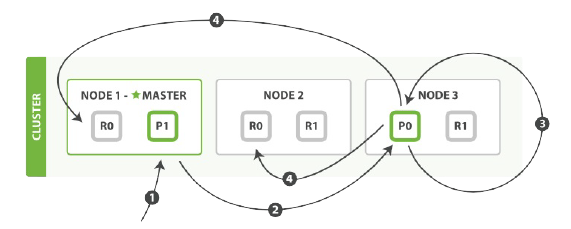 4
CLUSTER
NODE 1 - ★ MASTER
R0
P1
NODE 2
R0
R1
NODE 3
P0
R1
3
4
1
2